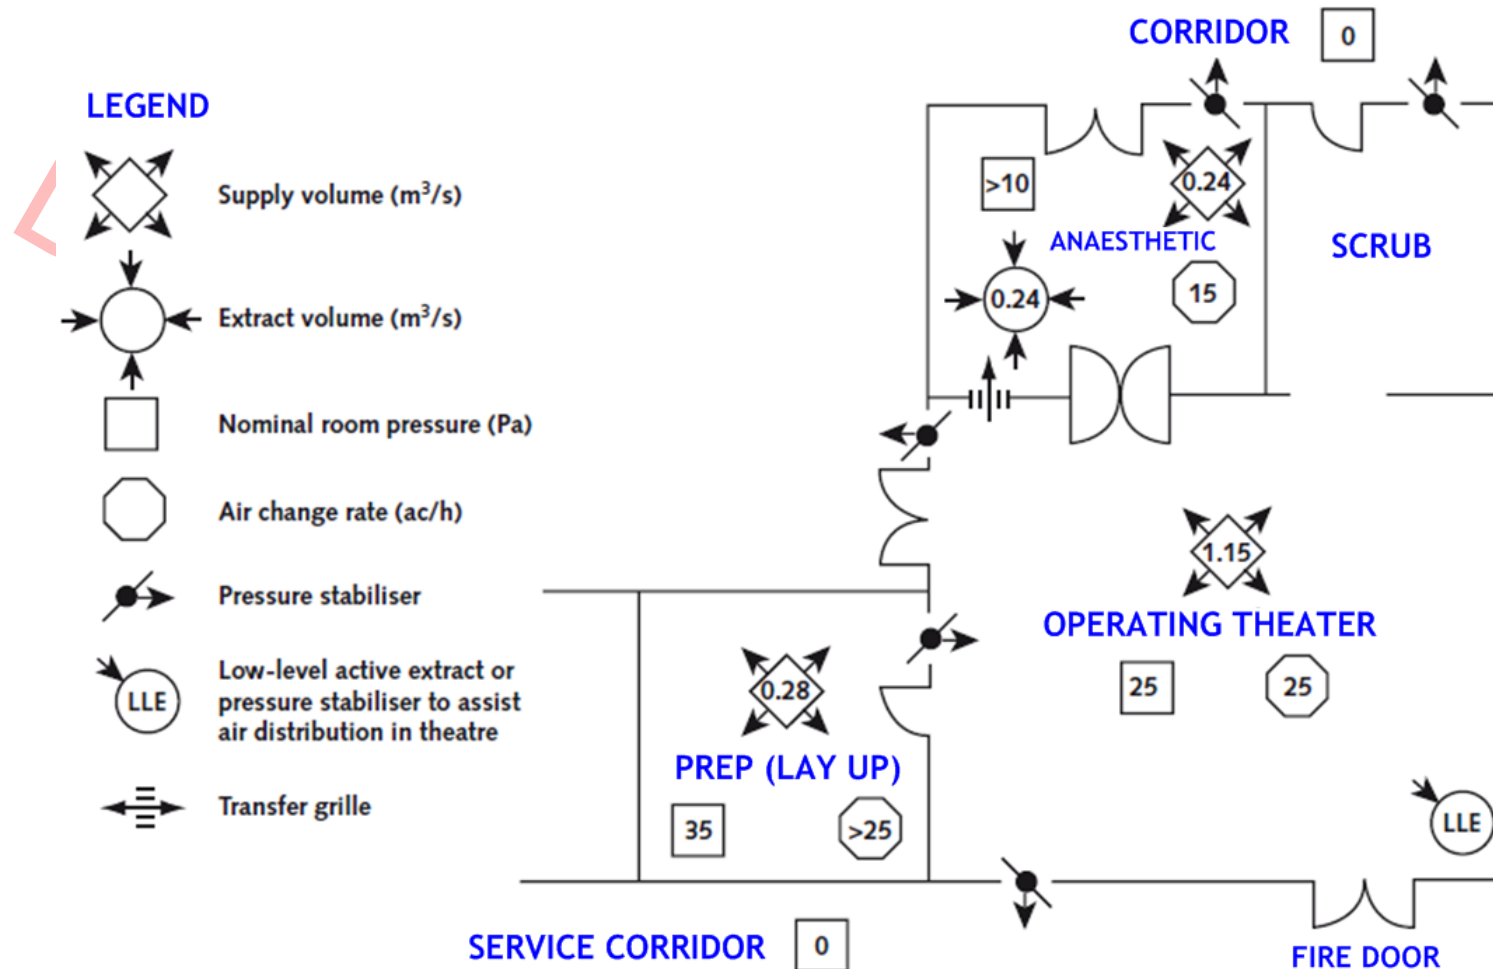 CORRIDOR
0
LEGEND
Supply volume (m³/s)
Extract volume (m³/s)
Nominal room pressure (Pa)
Air change rate (ac/h)
Pressure stabiliser
LLE
Low-level active extract or
pressure stabiliser to assist
air distribution in theatre
Transfer grille
>10
0.24
ANAESTHETIC
0.24
15
SCRUB
1.15
OPERATING THEATER
25
25
0.28
PREP (LAY UP)
35
>25
LLE
SERVICE CORRIDOR
0
FIRE DOOR